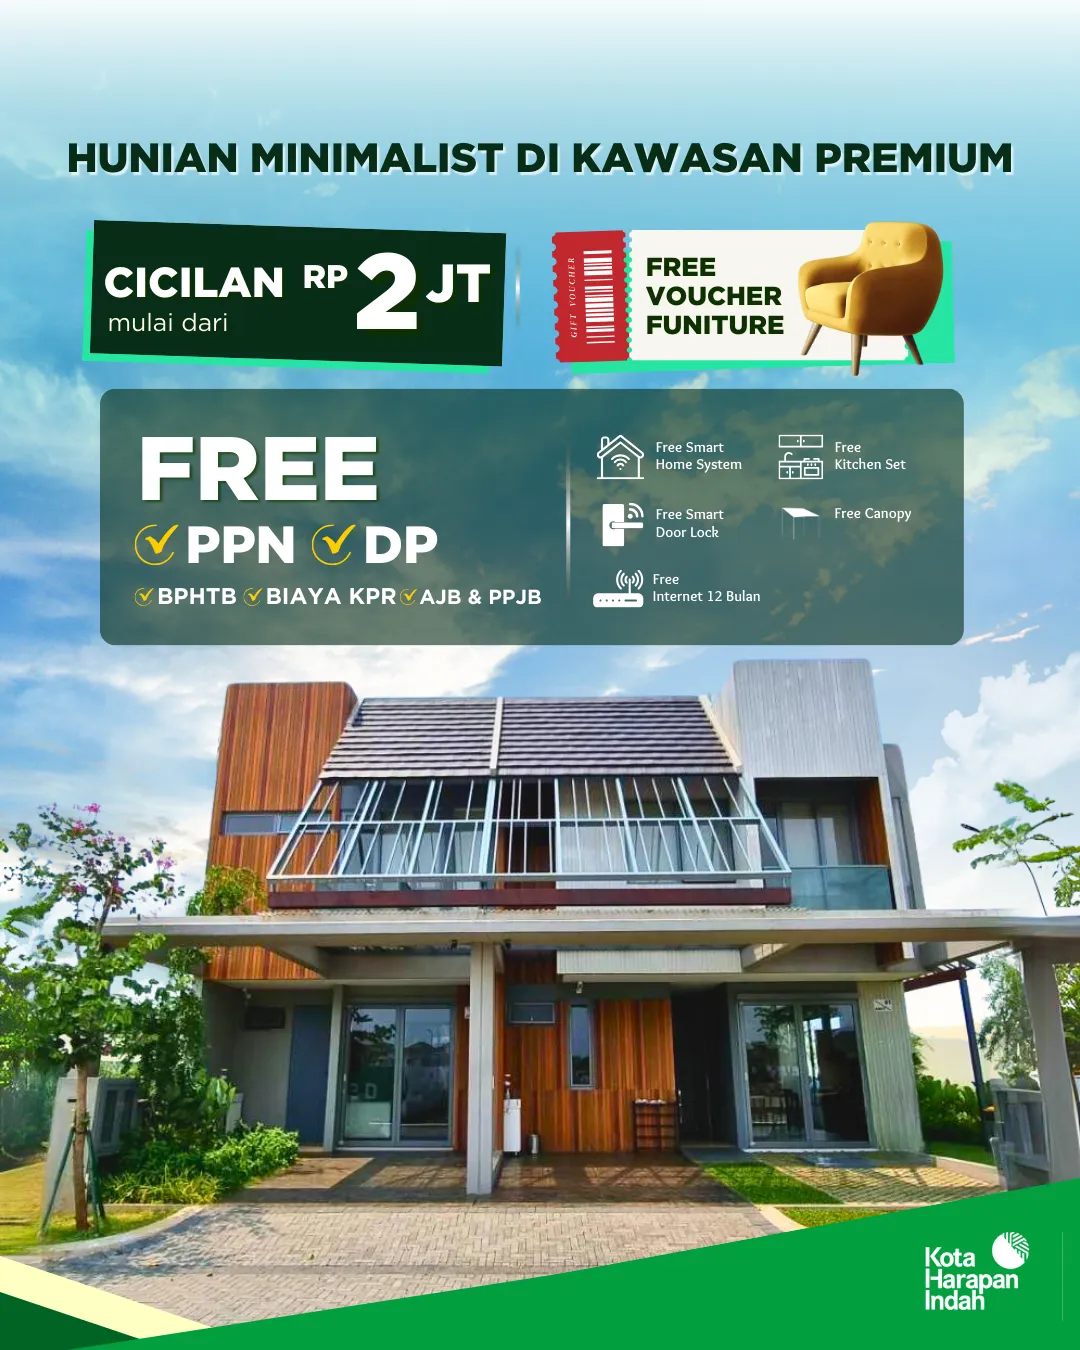 HUNIAN MINIMALIST DI KAWASAN PREMIUM
CICILAN RP 2 JT
mulai dari
GIFT VOUCHER
FREE
VOUCHER
FUNITURE
FREE
PPN DP
BPHTB BIAYA KPR AJB & PPJB
Free Smart
Home System
Free
Kitchen Set
Free Smart
Door Lock
Free Canopy
Free
Internet 12 Bulan
Kota
Harapan
Indah